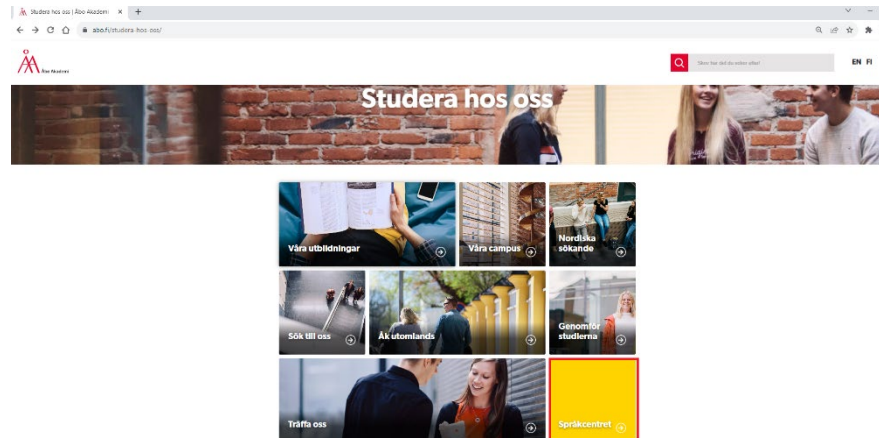 Studera hos oss | Åbo Akademi
abo.fi/studera-hos-oss/
Åbo Akademi
EN FI
Studera hos oss
Våra utbildningar
Våra campus
Nordiska
sökande
Sök till oss
Åk utomlands
Genomför
studierna
Träffa oss
Språkcentret